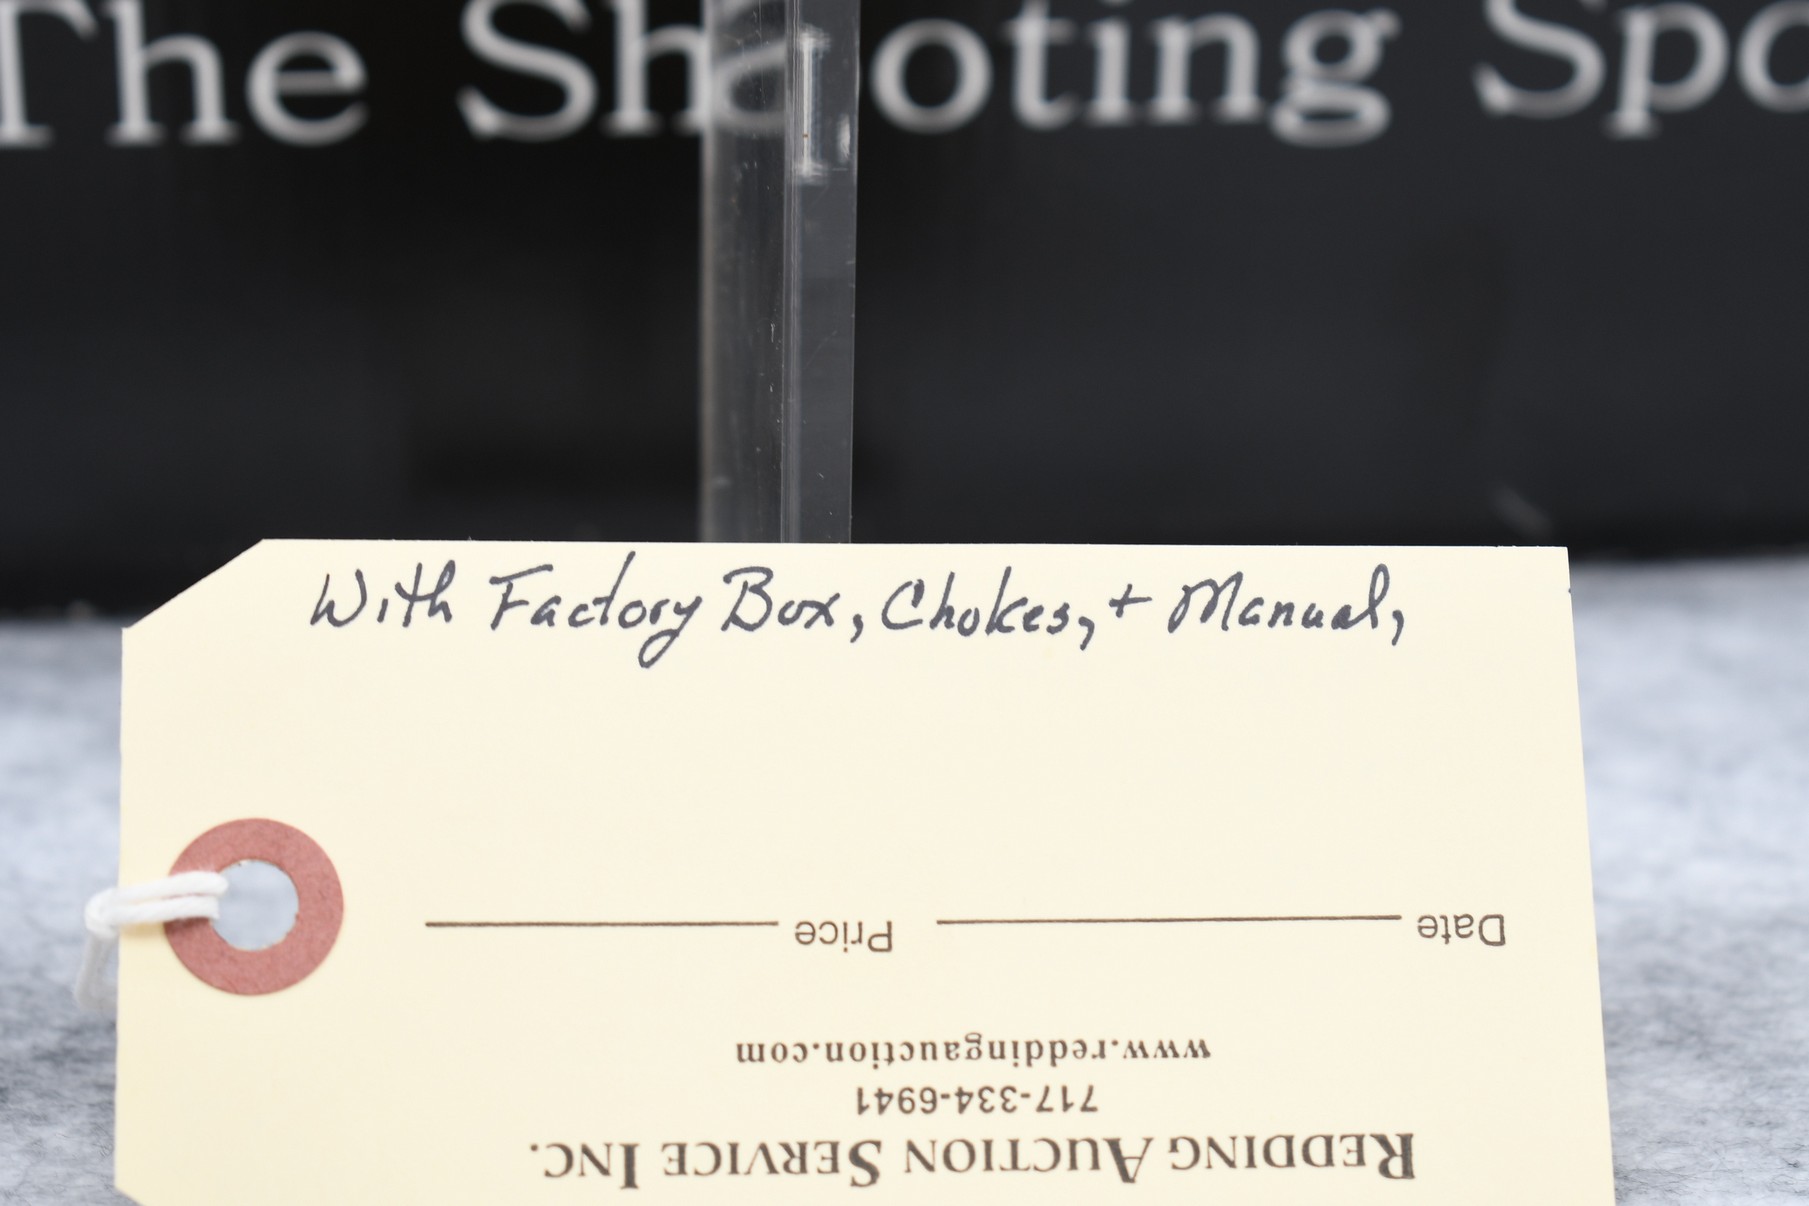 The Shooting Spo
With Factory Box, Chokes, + Manual,
Date Price
www.reddingauction.com
717-334-6941
REDDING AUCTION SERVICE INC.